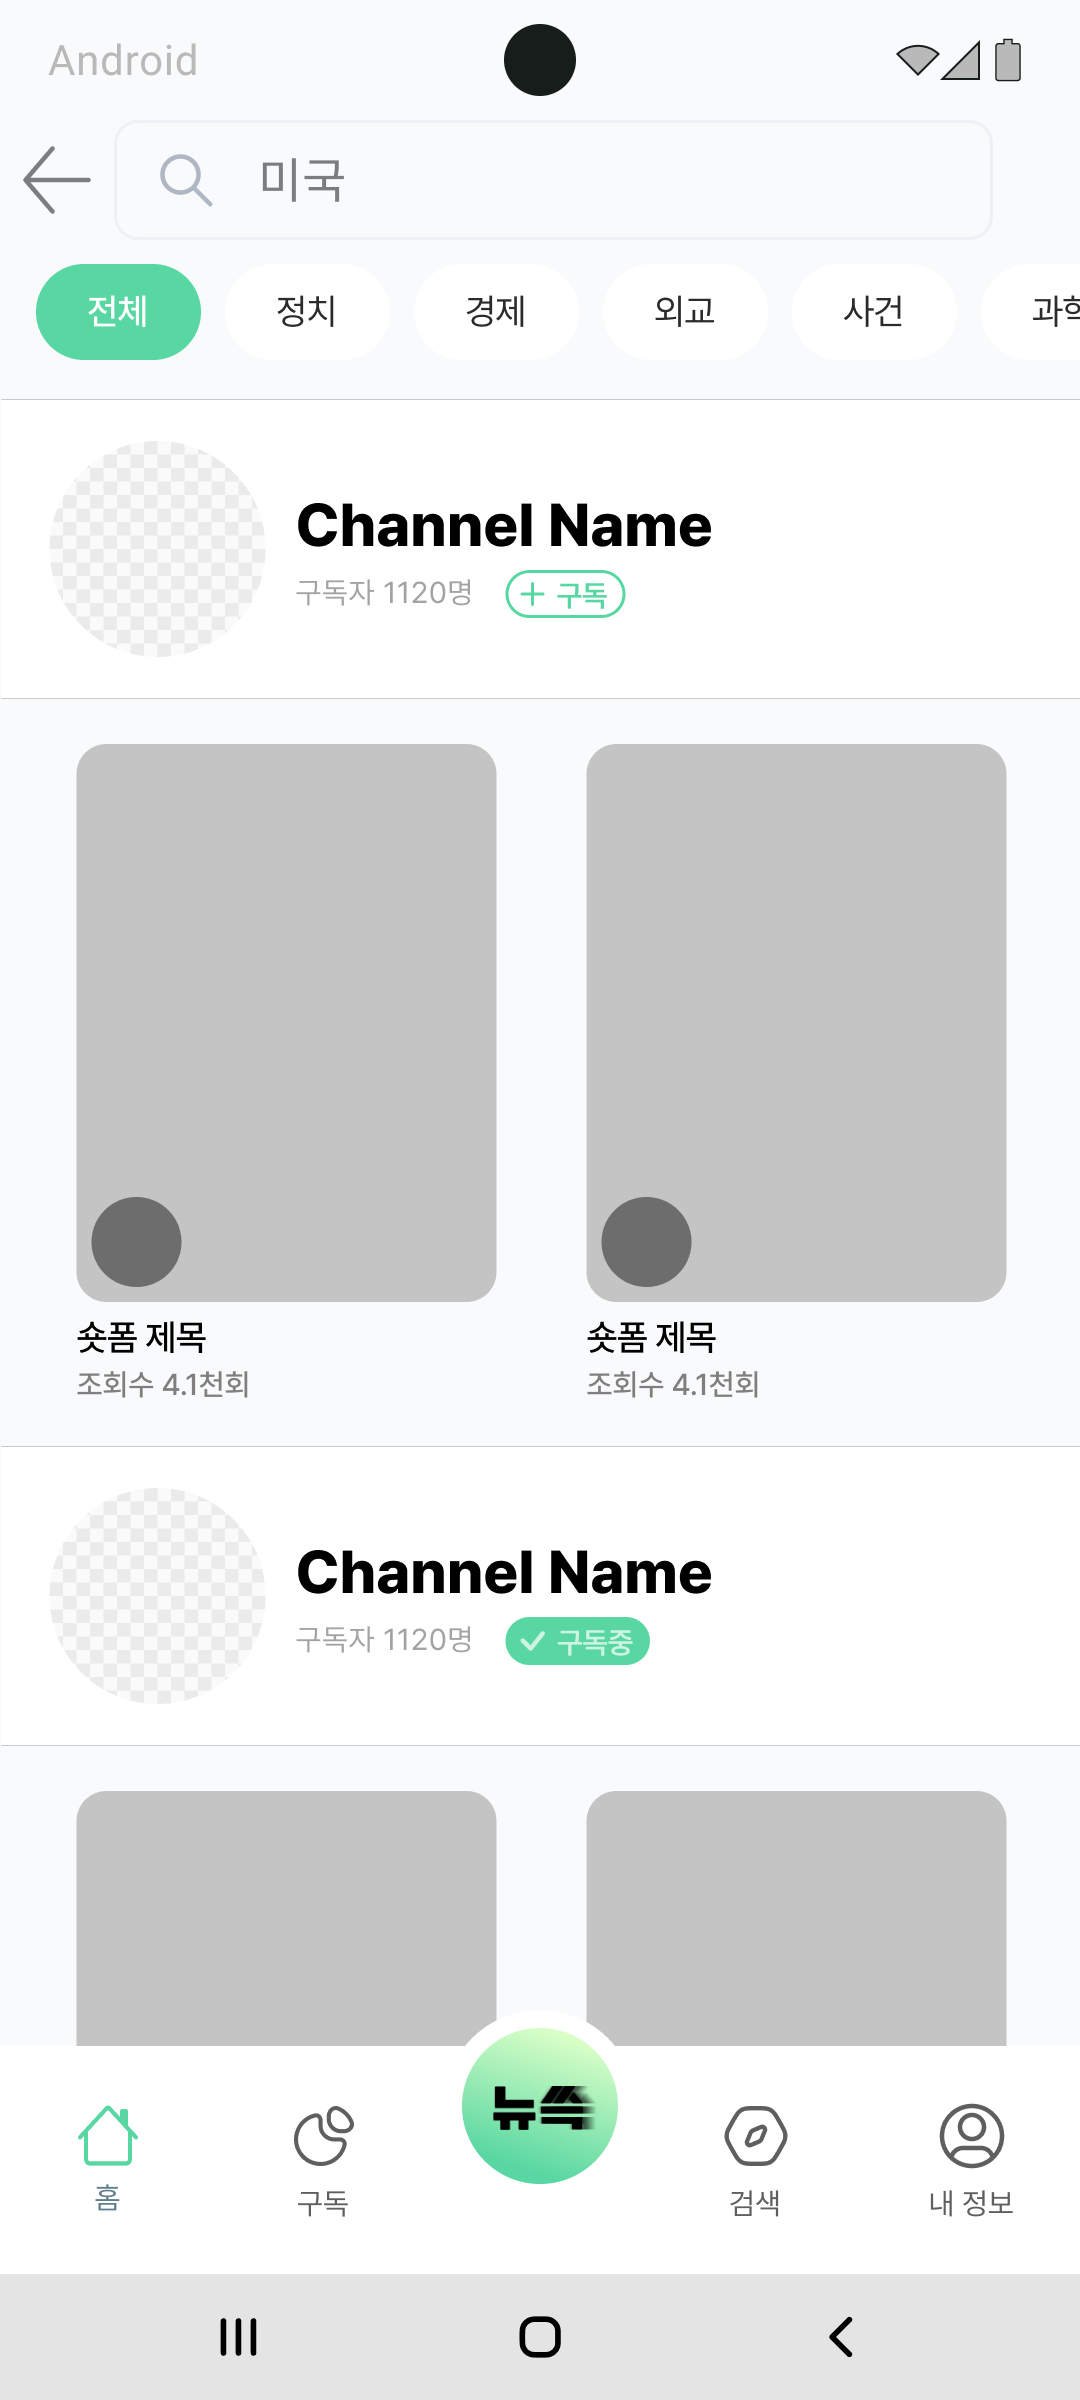 Android
미국
전체 정치 경제 외교 사건 과학
Channel Name
구독자 1120명 구독
숏폼 제목 숏폼 제목
조회수 4.1천회 조회수 4.1천회
Channel Name
구독자 1120명 구독중
뉴쓱
홈 구독 검색 내 정보